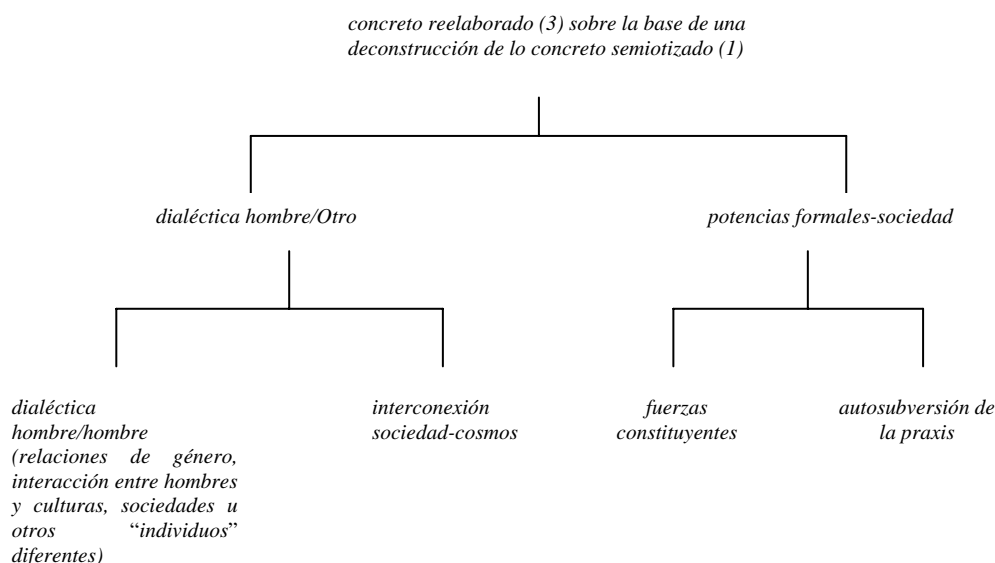 concreto reelaborado (3) sobre la base de una
deconstrucción de lo concreto semiotizado (1)
dialéctica hombre/Otro
potencias formales-sociedad
dialéctica
hombre/hombre
(relaciones de género,
interacción entre hombres
y culturas, sociedades u
otros “individuos”
diferentes)
interconexión
sociedad-cosmos
fuerzas
constituyentes
autosubversión de
la praxis